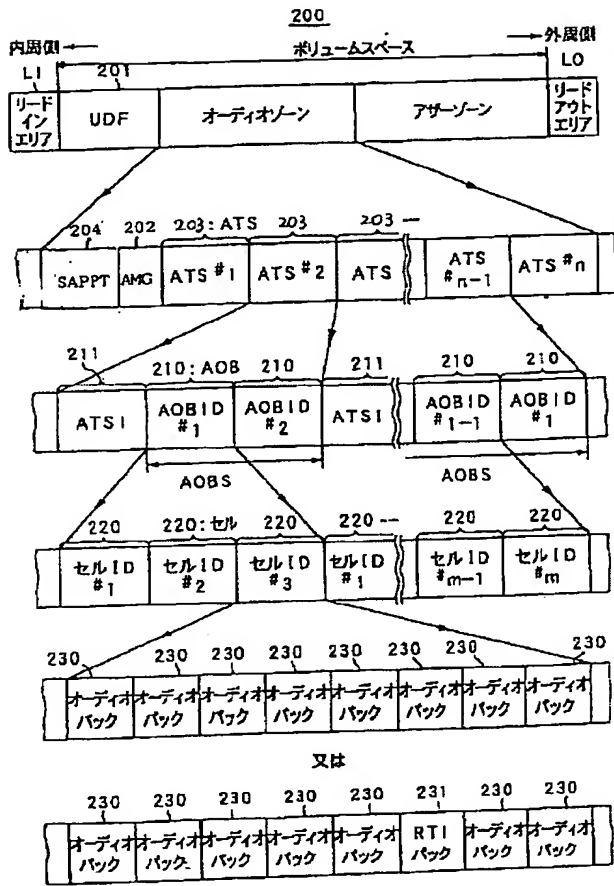 200
内周側 ← ボリュームスペース → 外周側
LI 201 LO
リードインエリア UDF オーディオゾーン アザーゾーン リードアウトエリア
204 202 203:ATS 203 203 --
SAPPT AMG ATS #1 ATS #2 ATS ATS #n-1 ATS #n
211 210:AOB 210 211 210 210
ATSI AOBID #1 AOBID #2 ATSI AOBID #1-1 AOBID #1
AOBS AOBS
220 220:セル 220 220 -- 220 220
セルID #1 セルID #2 セルID #3 セルID #1 セルID #m-1 セルID #m
230 230 230 230 230 230 230 230
オーディオパック オーディオパック オーディオパック オーディオパック オーディオパック オーディオパック オーディオパック オーディオパック
又は
230 230 230 230 230 231 230 230
オーディオパック オーディオパック オーディオパック オーディオパック オーディオパック RTIパック オーディオパック オーディオパック